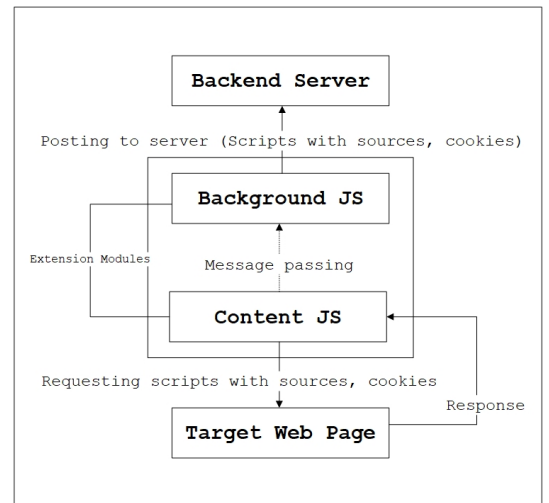 Backend Server
Posting to server (Scripts with sources, cookies)
Background JS
Extension Modules
Message passing
Content JS
Requesting scripts with sources, cookies
Response
Target Web Page